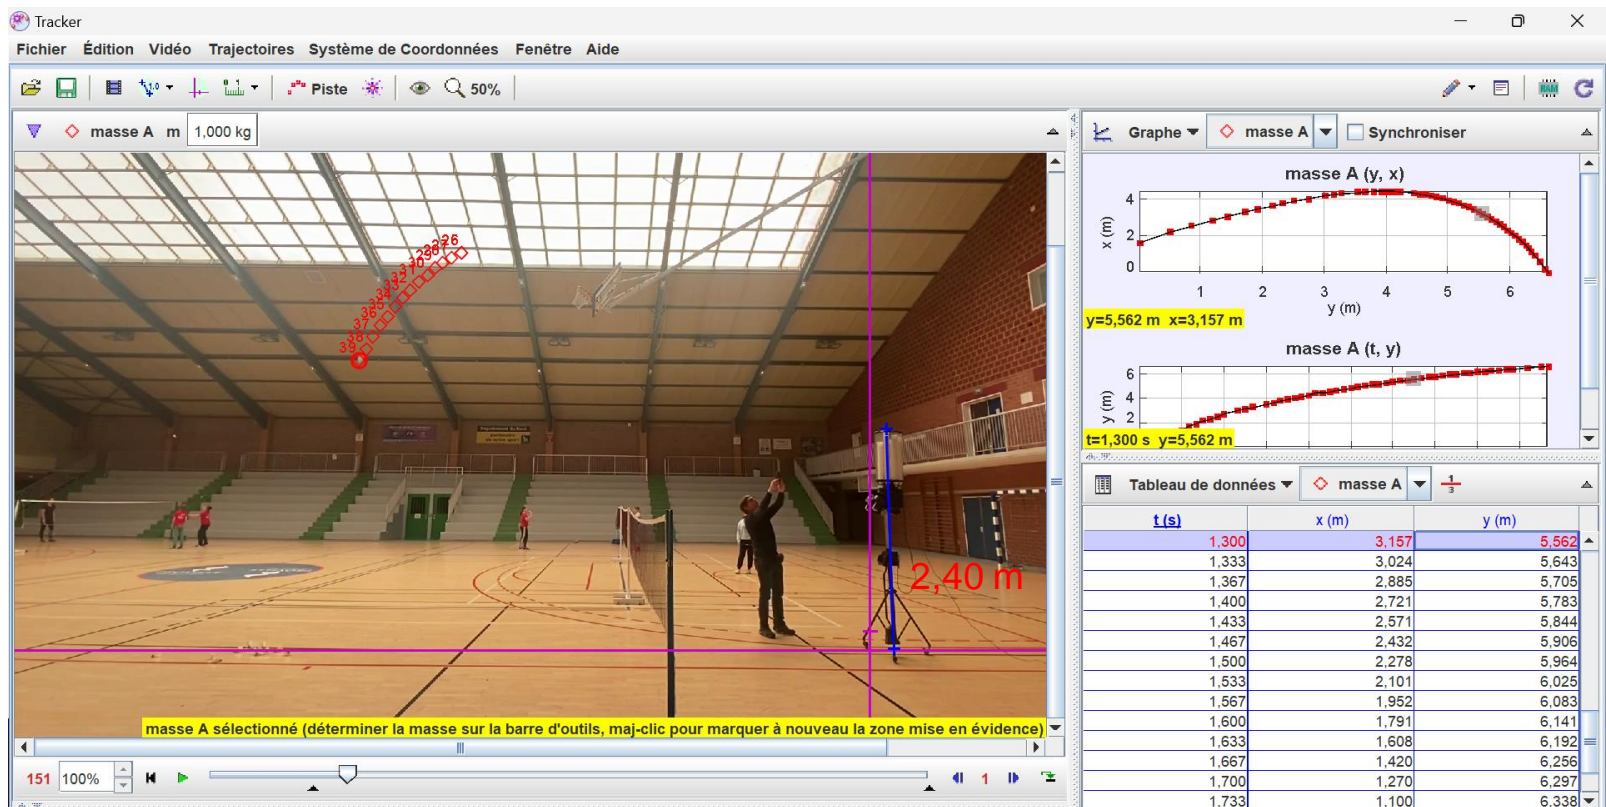 Tracker
Fichier Édition Vidéo Trajectoires Système de Coordonnées Fenêtre Aide
Piste 50%
masse A m 1,000 kg
26
36
37
38
39
2,40 m
masse A sélectionné (déterminer la masse sur la barre d'outils, maj-clic pour marquer à nouveau la zone mise en évidence)
151 100% 1
Graphe masse A Synchroniser
masse A (y, x)
x (m)
4
2
0
1 2 3 4 5 6
y (m)
y=5,562 m x=3,157 m
masse A (t, y)
y (m)
6
4
2
t=1,300 s y=5,562 m
Tableau de données masse A 1/3
t (s) x (m) y (m)
1,300 3,157 5,562
1,333 3,024 5,643
1,367 2,885 5,705
1,400 2,721 5,783
1,433 2,571 5,844
1,467 2,432 5,906
1,500 2,278 5,964
1,533 2,101 6,025
1,567 1,952 6,083
1,600 1,791 6,141
1,633 1,608 6,192
1,667 1,420 6,256
1,700 1,270 6,297
1,733 1,100 6,338